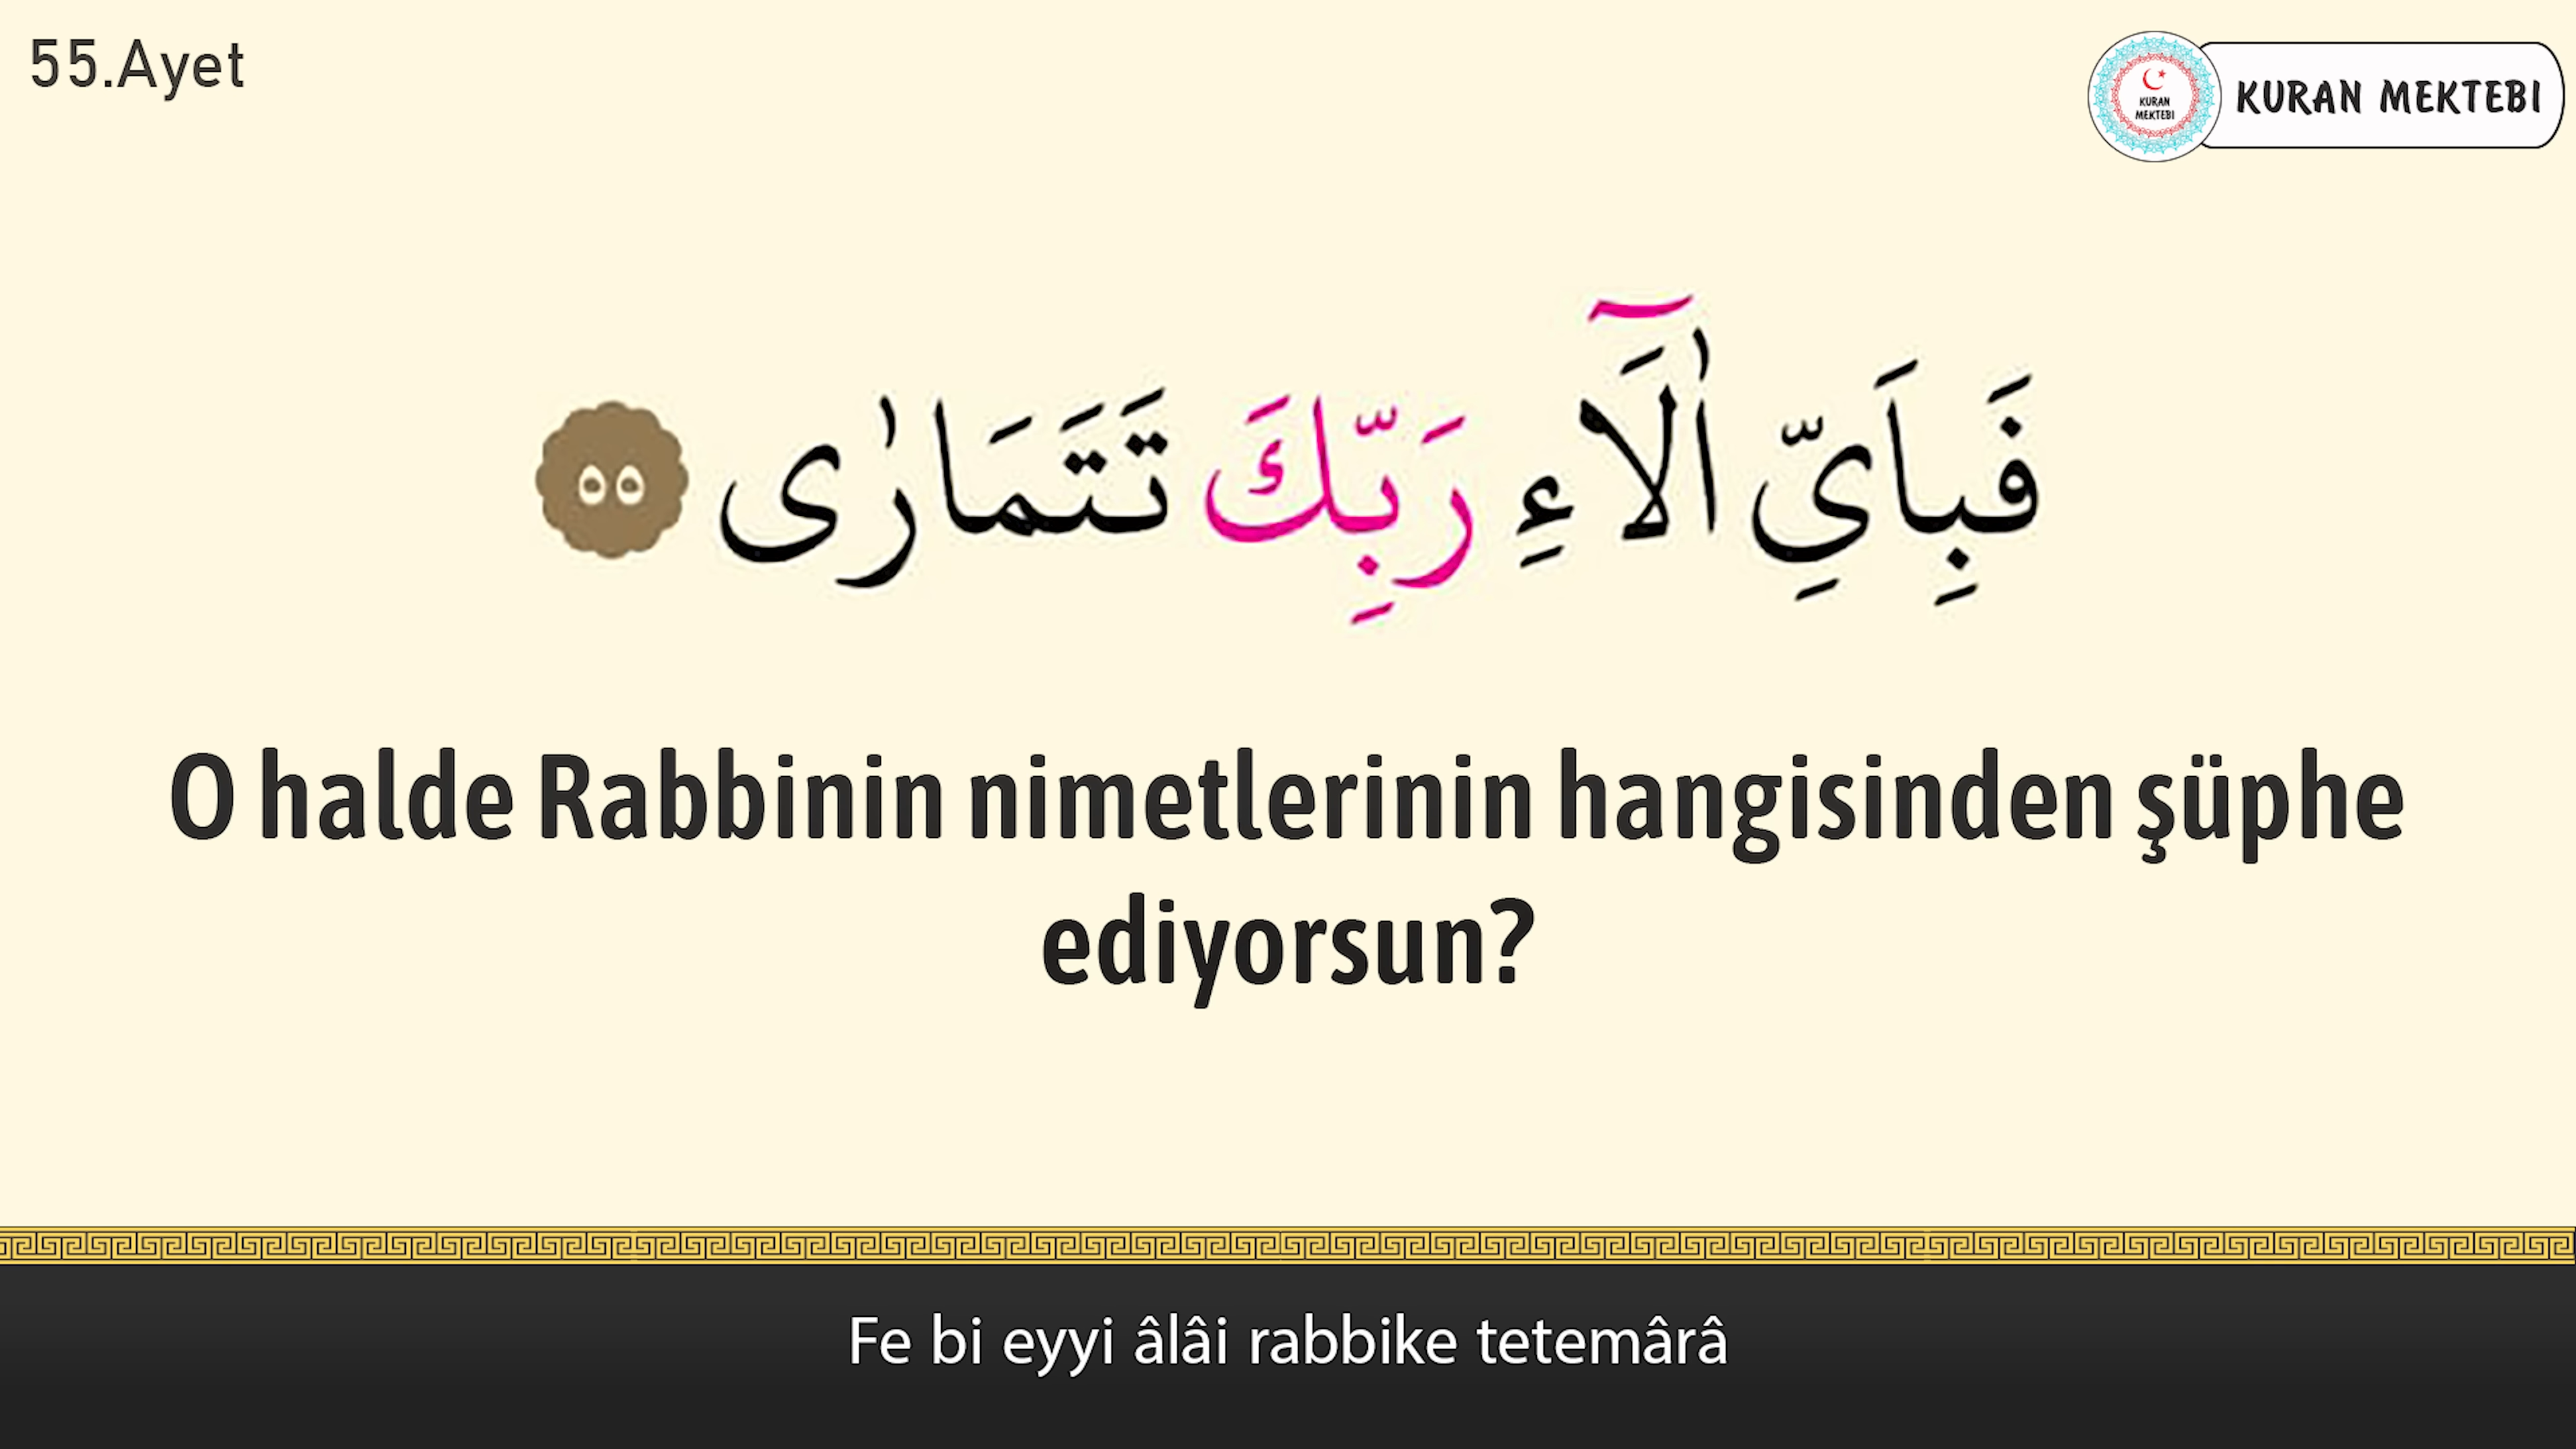 55.Ayet
KURAN
MEKTEBI
KURAN MEKTEBI
فَبِاَيِّ اٰلَٓاءِ رَبِّكَ تَتَمَارٰى ﴿٥٥﴾
O halde Rabbinin nimetlerinin hangisinden şüphe
ediyorsun?
Fe bi eyyi âlâi rabbike tetemârâ